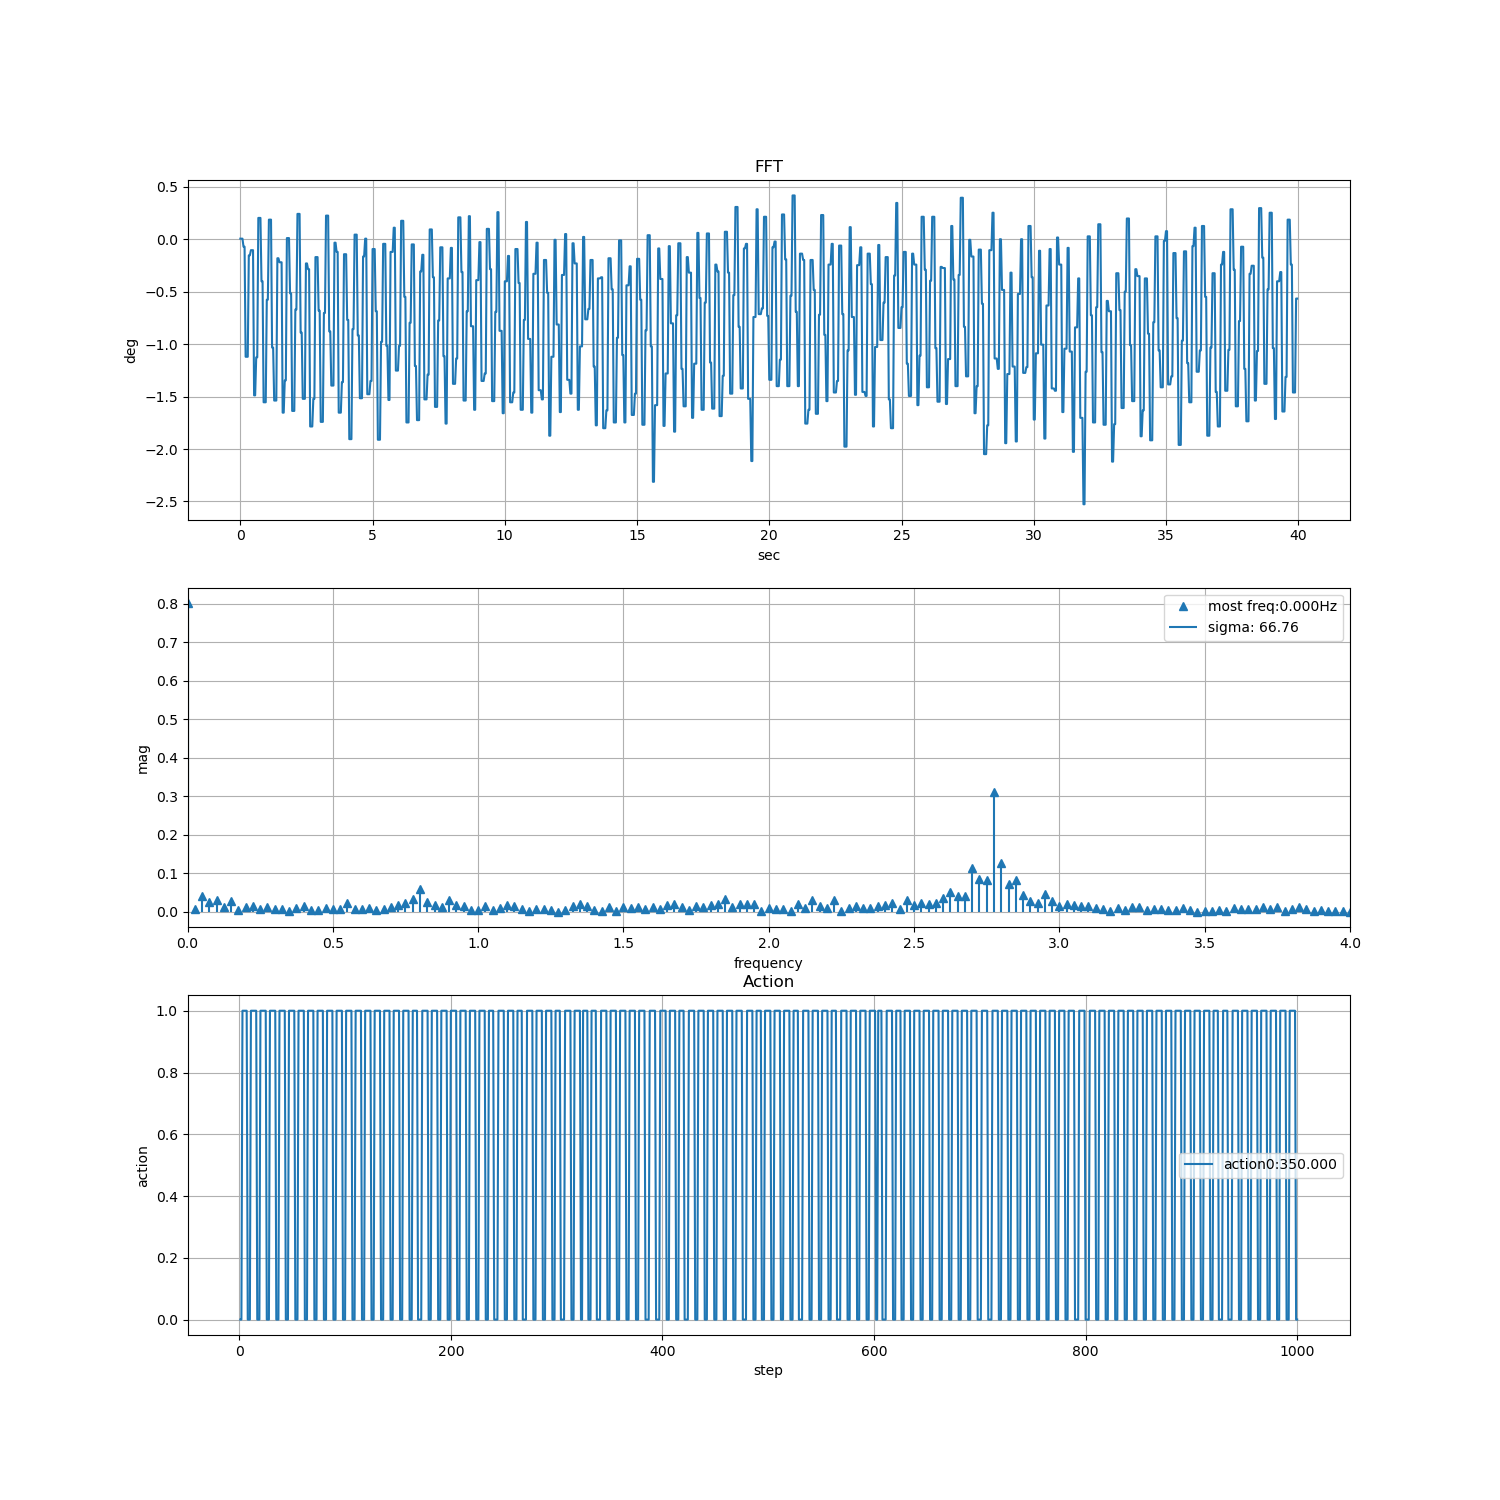 FFT
0.5
0.0
−0.5
−1.0
−1.5
−2.0
−2.5
deg
0 5 10 15 20 25 30 35 40
sec
0.8
0.7
0.6
0.5
0.4
0.3
0.2
0.1
0.0
mag
most freq:0.000Hz
sigma: 66.76
0.0 0.5 1.0 1.5 2.0 2.5 3.0 3.5 4.0
frequency
Action
1.0
0.8
0.6
0.4
0.2
0.0
action
action0:350.000
0 200 400 600 800 1000
step